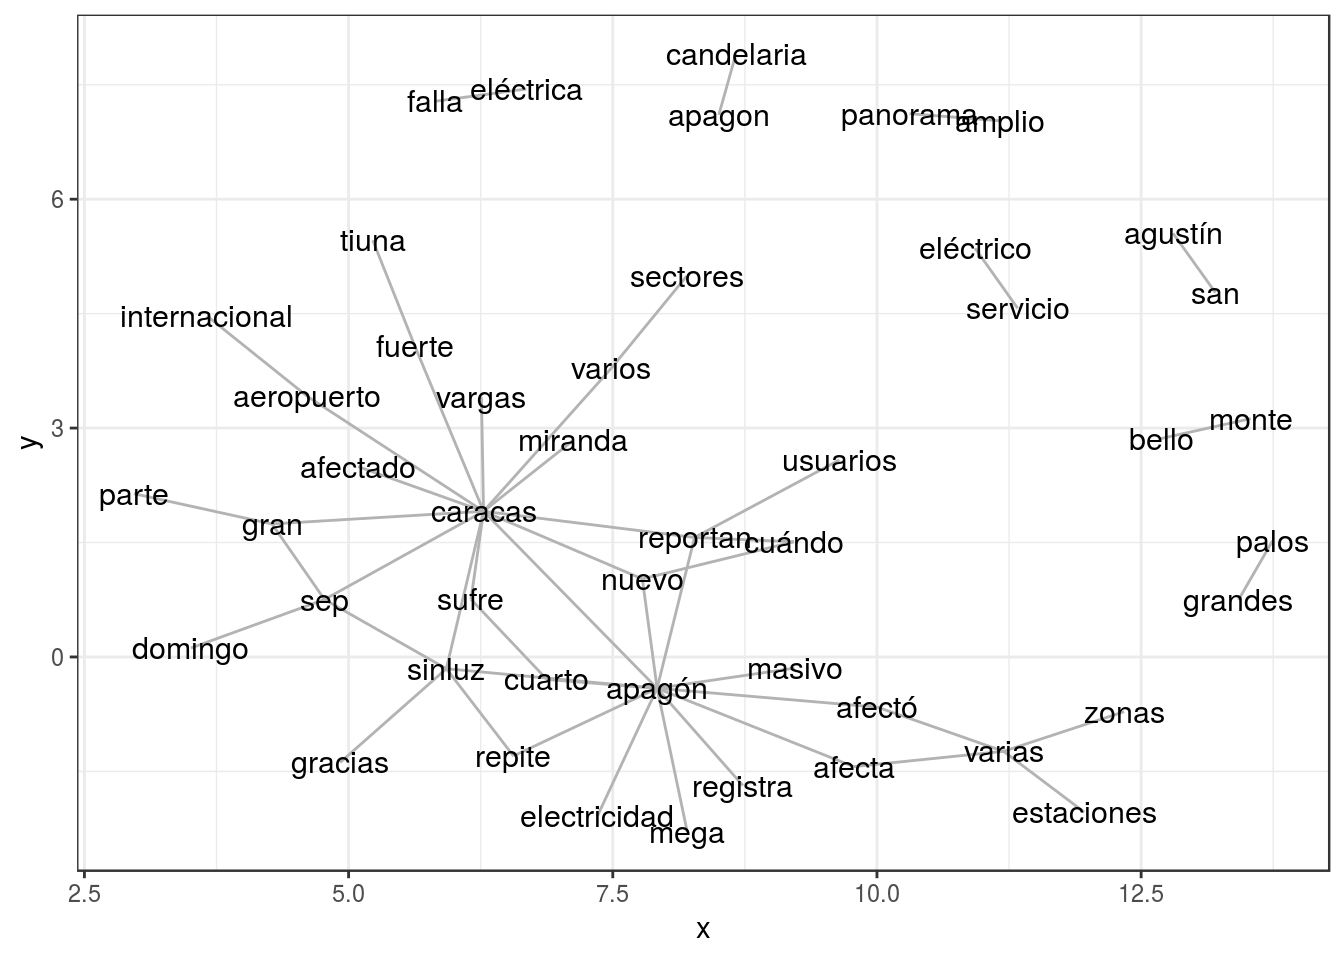 candelaria
falla
eléctrica
apagon
panorama
amplio
6
tiuna
eléctrico
agustín
sectores
san
internacional
servicio
fuerte
varios
aeropuerto
vargas
monte
3
miranda
bello
afectado
usuarios
parte
gran
caracas
reportan
cuándo
palos
nuevo
sep
sufre
grandes
domingo
0
sinluz
cuarto
apagón
masivo
afectó
zonas
gracias
repite
afecta
varias
registra
electricidad
mega
estaciones
2.5
5.0
7.5
10.0
12.5
x
y